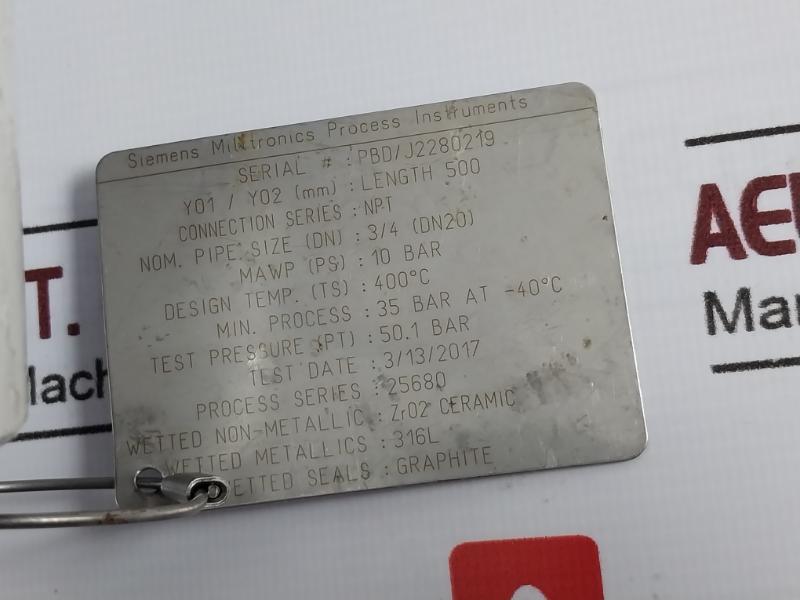 Siemens Milltronics Process Instruments
SERIAL # : PBD/J2280219
Y01 / Y02 (mm) : LENGTH 500
CONNECTION SERIES : NPT
NOM. PIPE SIZE (DN) : 3/4 (DN20)
MAWP (PS) : 10 BAR
DESIGN TEMP. (TS) : 400°C
MIN. PROCESS : 35 BAR AT -40°C
TEST PRESSURE (PT) : 50.1 BAR
TEST DATE : 3/13/2017
PROCESS SERIES : 25680
WETTED NON-METALLIC : ZrO2 CERAMIC
WETTED METALLICS : 316L
ETTED SEALS : GRAPHITE
T.
Mach
AE
Ma